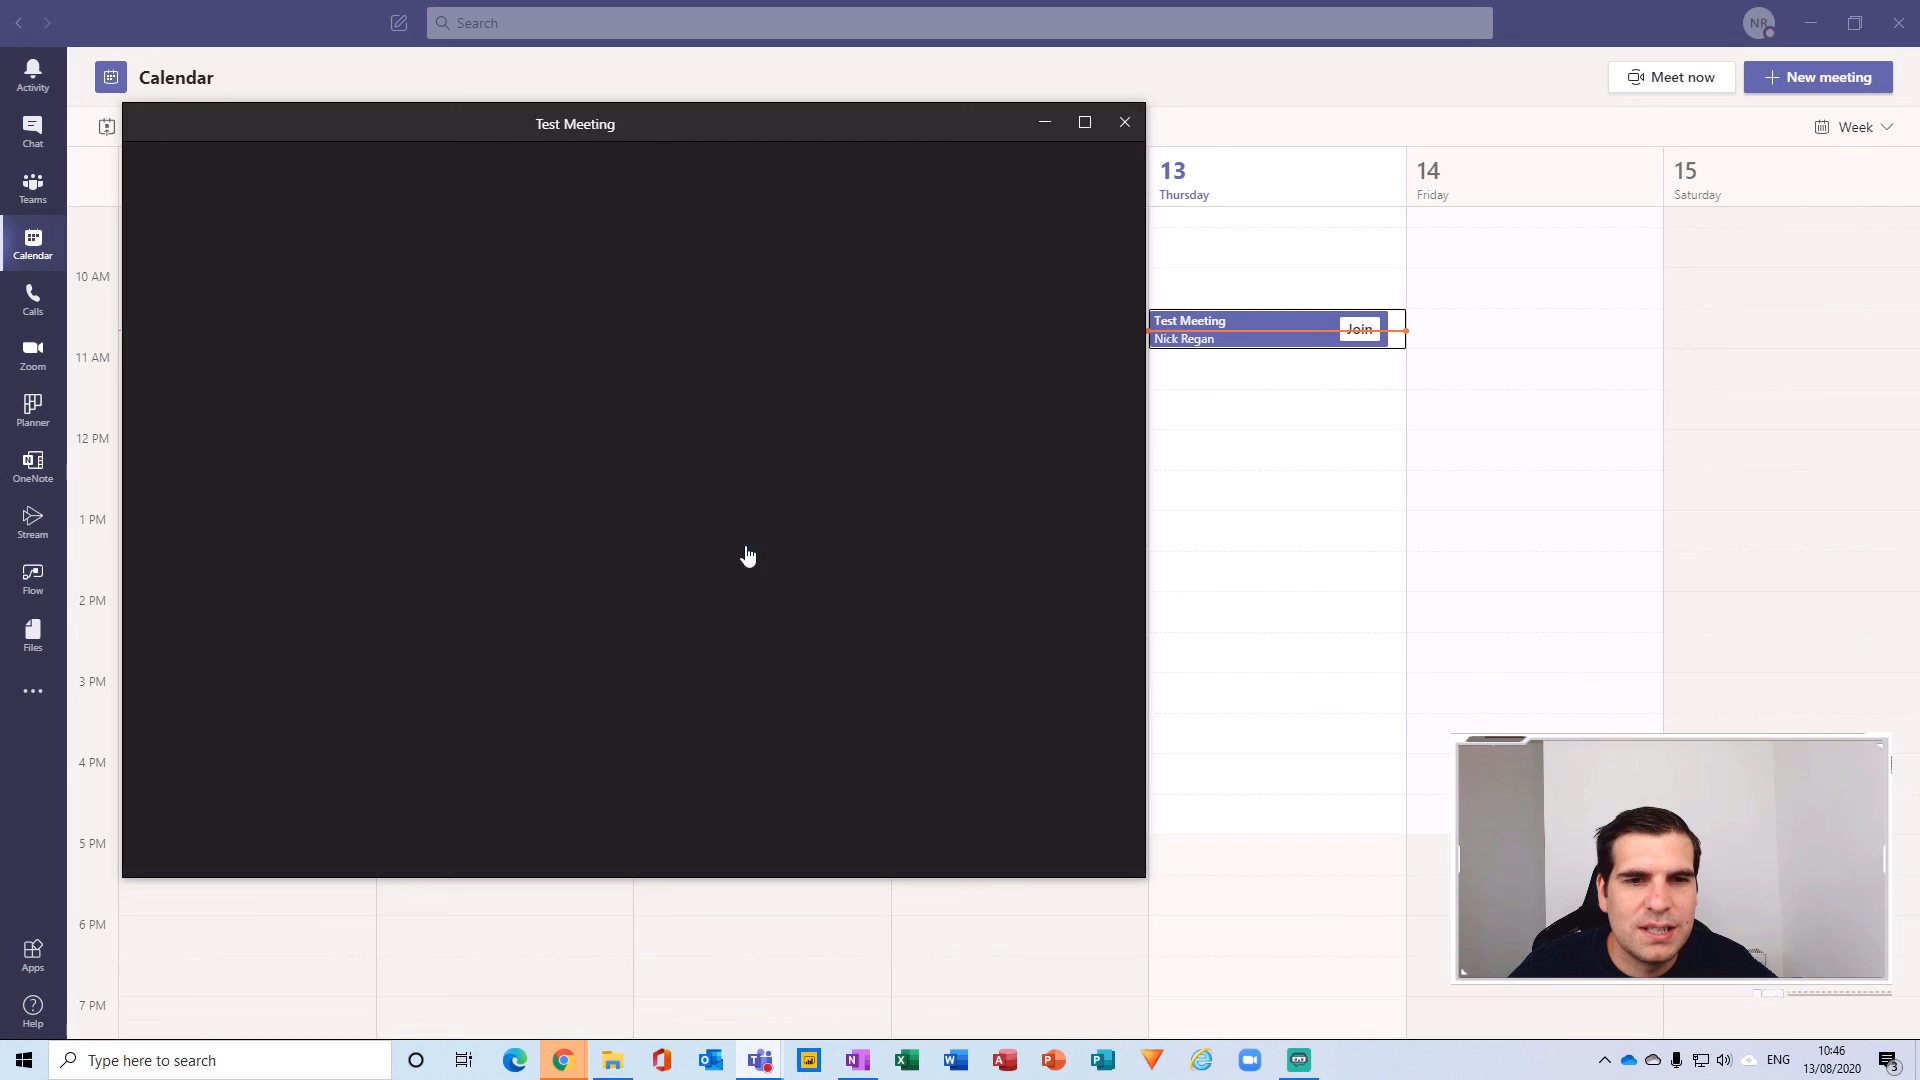 Search
NR
Activity
Chat
Teams
Calendar
Calls
Zoom
Planner
OneNote
Stream
Flow
Files
Apps
Help
Calendar
Meet now
New meeting
Test Meeting
Week
13
Thursday
14
Friday
15
Saturday
10 AM
11 AM
12 PM
1 PM
2 PM
3 PM
4 PM
5 PM
6 PM
7 PM
Test Meeting
Nick Regan
Join
Type here to search
ENG
10:46
13/08/2020
3